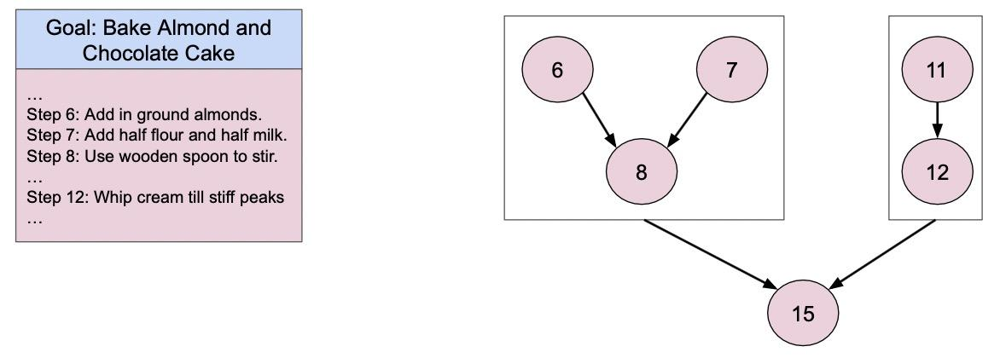 Goal: Bake Almond and
Chocolate Cake
...
Step 6: Add in ground almonds.
Step 7: Add half flour and half milk.
Step 8: Use wooden spoon to stir.
...
Step 12: Whip cream till stiff peaks
...
6
7
8
11
12
15